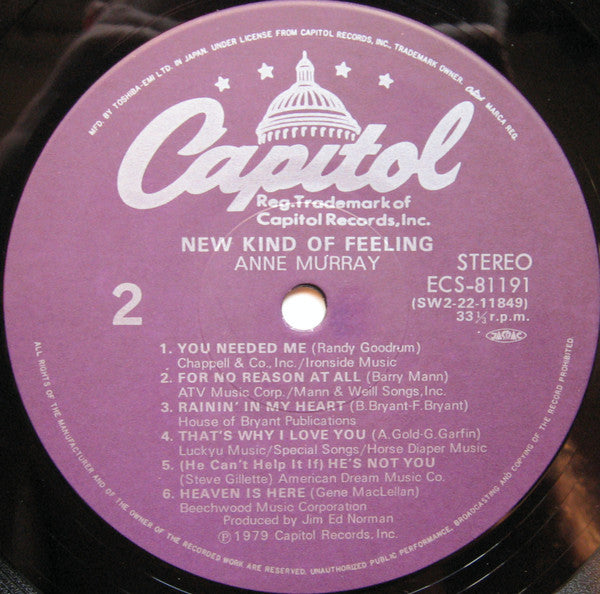 MFD. BY TOSHIBA-EMI LTD. IN JAPAN. UNDER LICENSE FROM CAPITOL RECORDS, INC., TRADEMARK OWNER. Capitol MARCA REG.
Capitol
Reg. Trademark of
Capitol Records, Inc.
NEW KIND OF FEELING
ANNE MURRAY
STEREO
ECS-81191
(SW2-22-11849)
33 ⅓ r.p.m.
JASRAC
2
1. YOU NEEDED ME (Randy Goodrum)
Chappell & Co., Inc./Ironside Music
2. FOR NO REASON AT ALL (Barry Mann)
ATV Music Corp./Mann & Weill Songs, Inc.
3. RAININ' IN MY HEART (B.Bryant-F.Bryant)
House of Bryant Publications
4. THAT'S WHY I LOVE YOU (A.Gold-G.Garfin)
Luckyu Music/Special Songs/Horse Diaper Music
5. (He Can't Help It If) HE'S NOT YOU
(Steve Gillette) American Dream Music Co.
6. HEAVEN IS HERE (Gene MacLellan)
Beechwood Music Corporation
Produced by Jim Ed Norman
Ⓟ 1979 Capitol Records, Inc.
ALL RIGHTS OF THE MANUFACTURER AND OF THE OWNER OF THE RECORDED WORK ARE RESERVED. UNAUTHORIZED PUBLIC PERFORMANCE, BROADCASTING AND COPYING OF THE RECORD PROHIBITED.